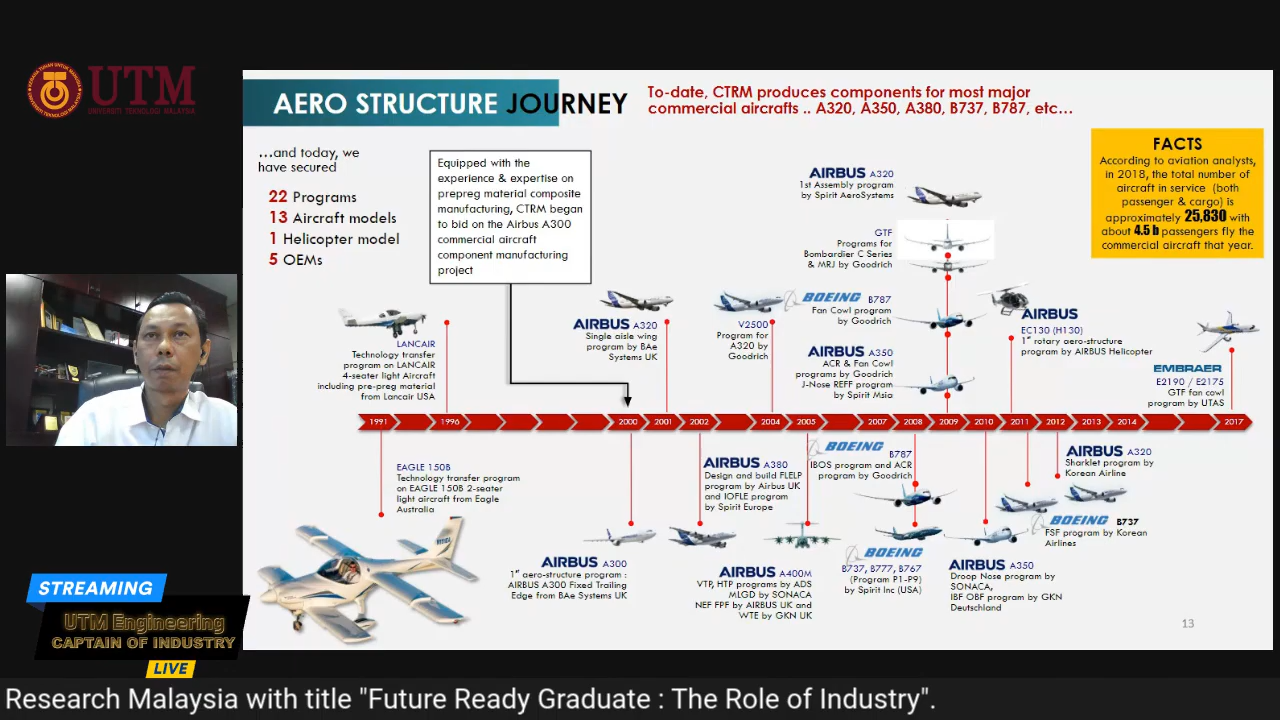 UTM
UNIVERSITI TEKNOLOGI MALAYSIA
AERO STRUCTURE JOURNEY
To-date, CTRM produces components for most major
commercial aircrafts .. A320, A350, A380, B737, B787, etc...
...and today, we
have secured
22 Programs
13 Aircraft models
1 Helicopter model
5 OEMs
Equipped with the
experience & expertise on
prepreg material composite
manufacturing, CTRM began
to bid on the Airbus A300
commercial aircraft
component manufacturing
project
FACTS
According to aviation analysts,
in 2018, the total number of
aircraft in service (both
passenger & cargo) is
approximately 25,830 with
about 4.5 b passengers fly the
commercial aircraft that year.
LANCAIR
Technology transfer
program on LANCAIR
4-seater light Aircraft
including pre-preg material
from Lancair USA
AIRBUS A320
Single aisle wing
program by BAe
Systems UK
V2500
Program for
A320 by
Goodrich
AIRBUS A320
1st Assembly program
by Spirit AeroSystems
GTF
Programs for
Bombardier C Series
& MRJ by Goodrich
BOEING B787
Fan Cowl program
by Goodrich
AIRBUS A350
ACR & Fan Cowl
programs by Goodrich
J-Nose REFF program
by Spirit Msia
AIRBUS
EC130 (H130)
1st rotary aero-structure
program by AIRBUS Helicopter
EMBRAER
E2190 / E2175
GTF fan cowl
program by UTAS
1991 1996 2000 2001 2002 2004 2005 2007 2008 2009 2010 2011 2012 2013 2014 2017
EAGLE 150B
Technology transfer program
on EAGLE 150B 2-seater
light aircraft from Eagle
Australia
AIRBUS A300
1st aero-structure program :
AIRBUS A300 Fixed Trailing
Edge from BAe Systems UK
AIRBUS A380
Design and build FLELP
program by Airbus UK
and IOFLE program
by Spirit Europe
AIRBUS A400M
VTP, HTP programs by ADS
MLGD by SONACA
NEF FPF by AIRBUS UK and
WTE by GKN UK
BOEING B787
IBOS program and ACR
program by Goodrich
BOEING
B737, B777, B767
(Program P1-P9)
by Spirit Inc (USA)
AIRBUS A350
Droop Nose program by
SONACA,
IBF OBF program by GKN
Deutschland
AIRBUS A320
Sharklet program by
Korean Airline
BOEING B737
FSF program by Korean
Airlines
13
STREAMING
UTM Engineering
CAPTAIN OF INDUSTRY
LIVE
Research Malaysia with title "Future Ready Graduate : The Role of Industry".